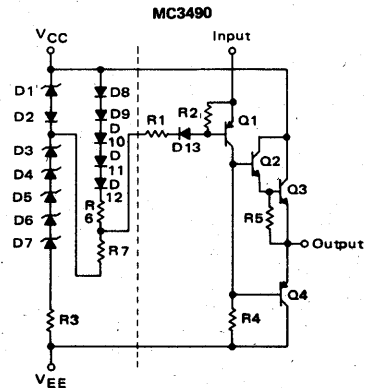 MC3490
VCC
Input
D1
D8
D2
D9
R2
Q1
D
10
R1
D13
D3
D
11
Q2
D4
D
12
Q3
D5
R
6
R5
D6
D7
R7
Output
Q4
R3
R4
VEE